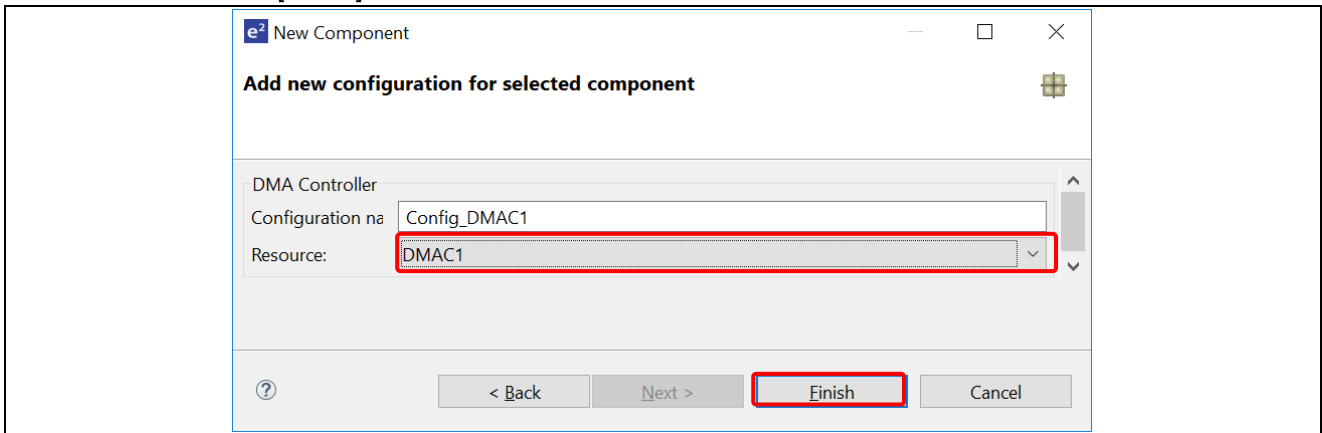 e² New Component
Add new configuration for selected component
DMA Controller
Configuration na Config_DMAC1
Resource: DMAC1
? < Back Next > Finish Cancel